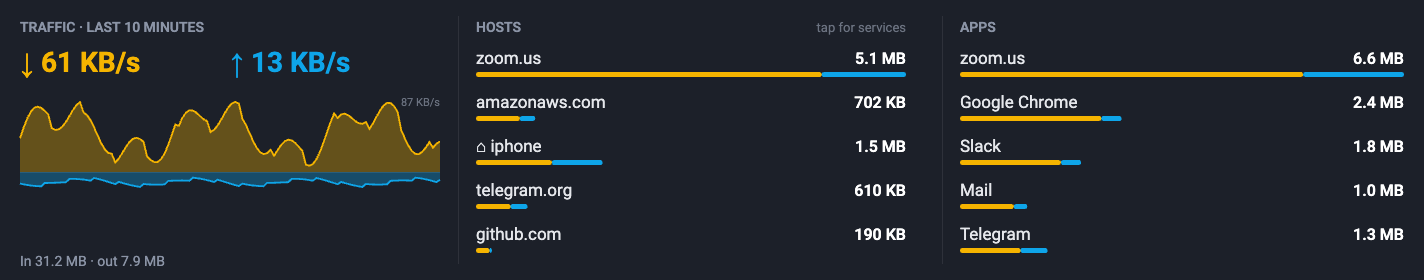 TRAFFIC · LAST 10 MINUTES
↓ 61 KB/s
↑ 13 KB/s
87 KB/s
In 31.2 MB · out 7.9 MB
HOSTS
tap for services
zoom.us 5.1 MB
amazonaws.com 702 KB
⌂ iphone 1.5 MB
telegram.org 610 KB
github.com 190 KB
APPS
zoom.us 6.6 MB
Google Chrome 2.4 MB
Slack 1.8 MB
Mail 1.0 MB
Telegram 1.3 MB